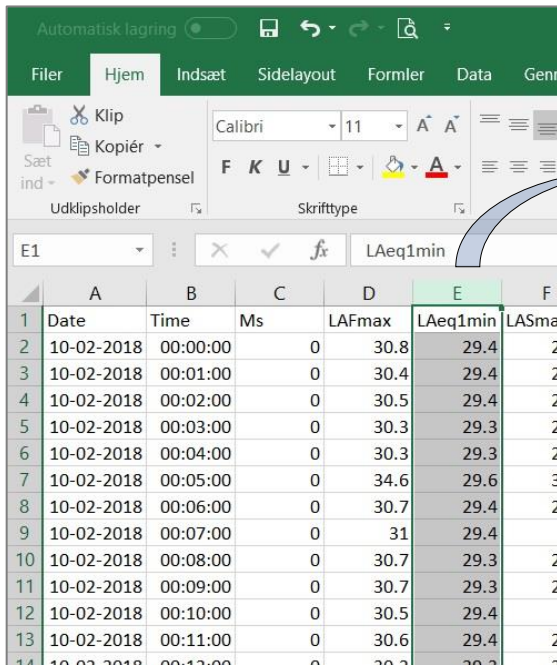 Automatisk lagring
Filer Hjem Indsæt Sidelayout Formler Data
Klip
Kopiér
Sæt ind
Formatpensel
Calibri 11 A A
F K U A
Udklipsholder Skrifttype
E1 fx LAeq1min
A B C D E F
1 Date Time Ms LAFmax LAeq1min
2 10-02-2018 00:00:00 0 30.8 29.4
3 10-02-2018 00:01:00 0 30.4 29.4
4 10-02-2018 00:02:00 0 30.5 29.4
5 10-02-2018 00:03:00 0 30.3 29.3
6 10-02-2018 00:04:00 0 30.3 29.3
7 10-02-2018 00:05:00 0 34.6 29.6
8 10-02-2018 00:06:00 0 30.7 29.4
9 10-02-2018 00:07:00 0 31 29.4
10 10-02-2018 00:08:00 0 30.7 29.3
11 10-02-2018 00:09:00 0 30.7 29.3
12 10-02-2018 00:10:00 0 30.5 29.4
13 10-02-2018 00:11:00 0 30.6 29.4